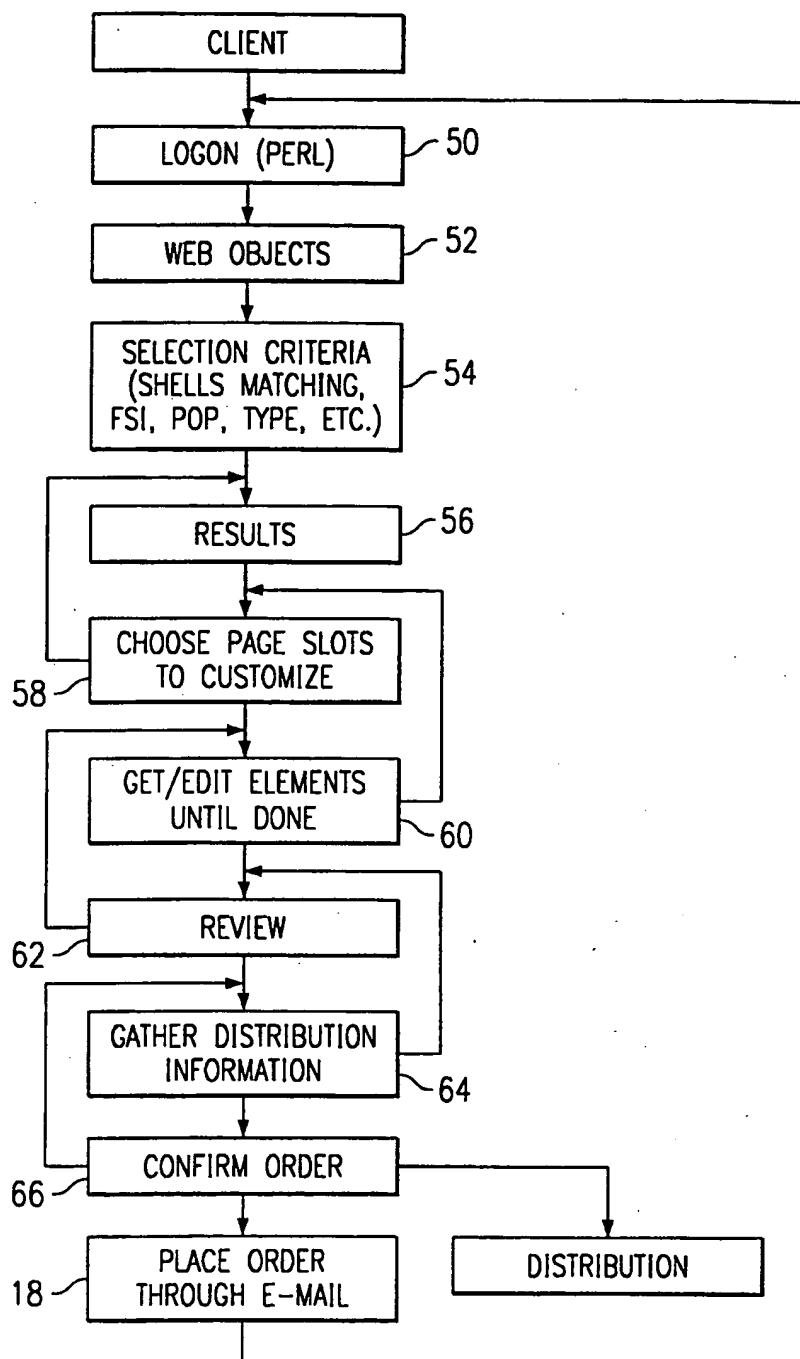 CLIENT
LOGON (PERL)
50
WEB OBJECTS
52
SELECTION CRITERIA
(SHELLS MATCHING,
FSI, POP, TYPE, ETC.)
54
RESULTS
56
CHOOSE PAGE SLOTS
TO CUSTOMIZE
58
GET/EDIT ELEMENTS
UNTIL DONE
60
REVIEW
62
GATHER DISTRIBUTION
INFORMATION
64
CONFIRM ORDER
66
PLACE ORDER
THROUGH E-MAIL
18
DISTRIBUTION